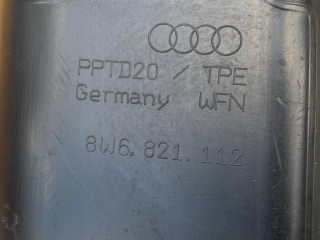 PPTD20 / TPE
Germany WFN
8W6.821.112